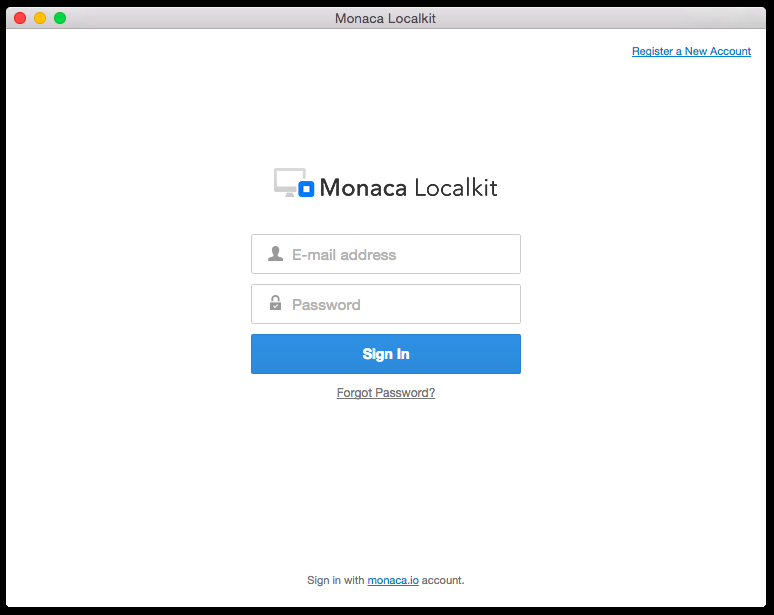 Monaca Localkit
Register a New Account
Monaca Localkit
E-mail address
Password
Sign In
Forgot Password?
Sign in with monaca.io account.